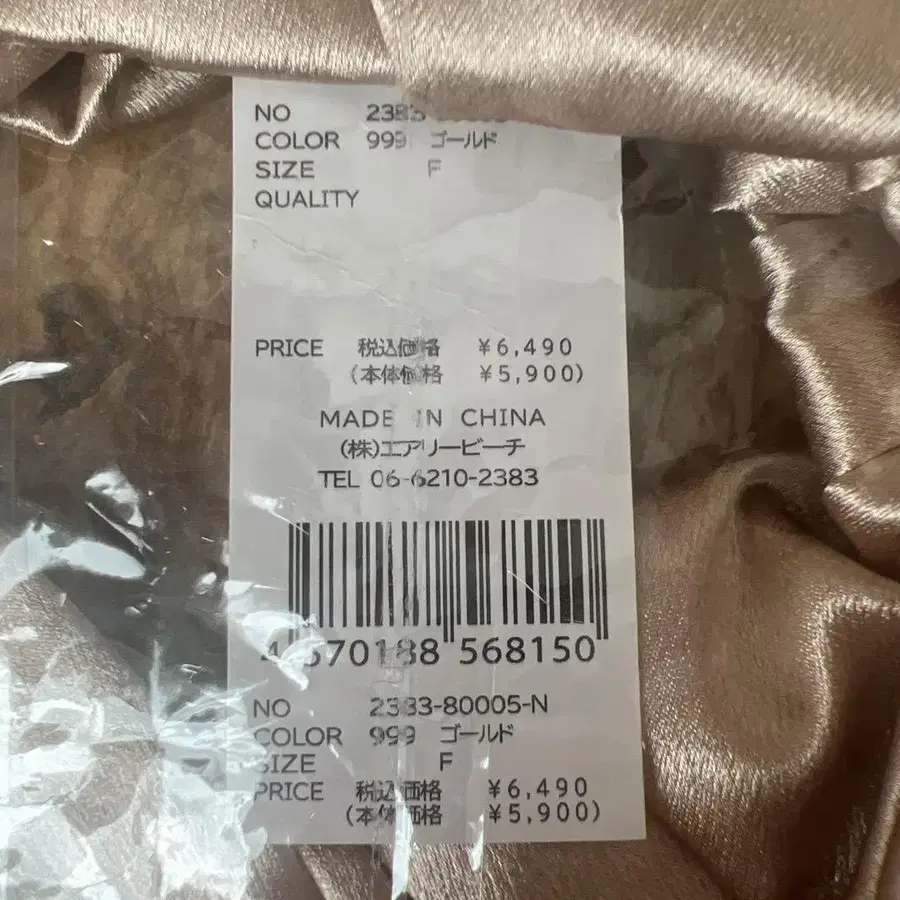 NO
COLOR 999 ゴールド
SIZE F
QUALITY
PRICE 税込価格 ¥6,490
(本体価格 ¥5,900)
MADE IN CHINA
(株)エアリービーチ
TEL 06-6210-2383
4570188 568150
NO 2383-80005-N
COLOR 999 ゴールド
SIZE F
PRICE 税込価格 ¥6,490
(本体価格 ¥5,900)